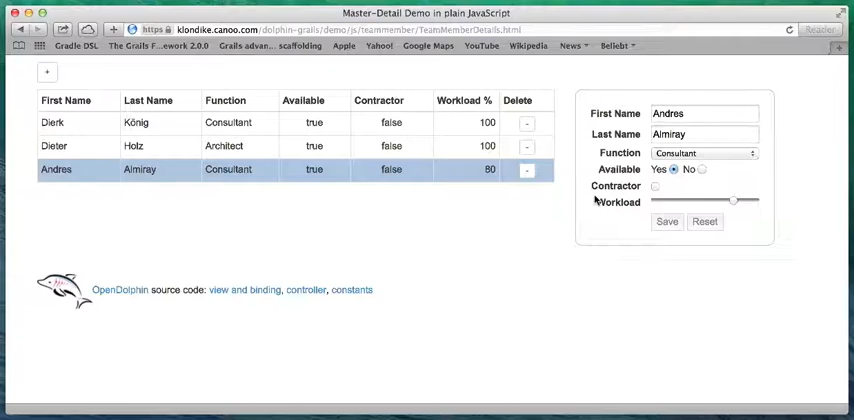 Master-Detail Demo in plain JavaScript
https klondike.canoo.com/dolphin-grails/demo/js/teammember/TeamMemberDetails.html Reader
Gradle DSL The Grails F...ework 2.0.0 Grails advan... scaffolding Apple Yahoo! Google Maps YouTube Wikipedia News Beliebt
+
First Name Last Name Function Available Contractor Workload % Delete
Dierk König Consultant true false 100 -
Dieter Holz Architect true false 100 -
Andres Almiray Consultant true false 80 -
First Name Andres
Last Name Almiray
Function Consultant
Available Yes No
Contractor
Workload
Save Reset
OpenDolphin source code: view and binding, controller, constants